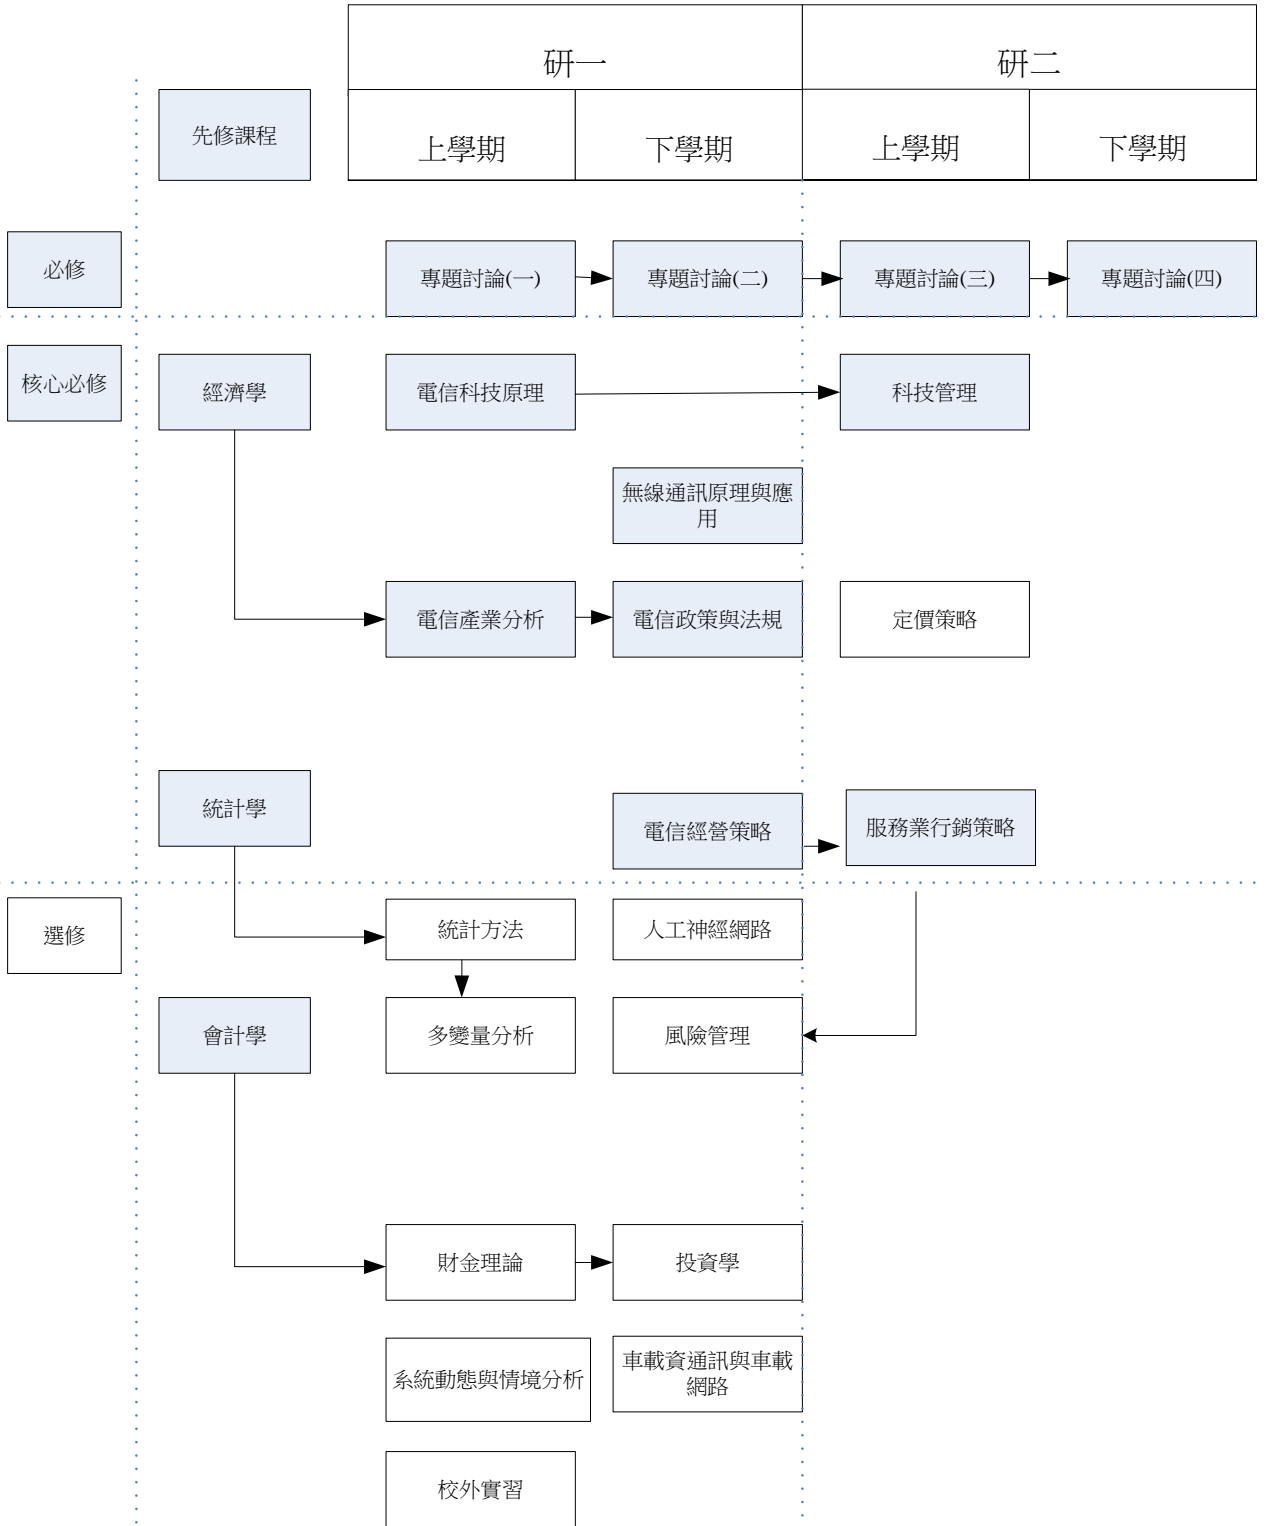 研一
研二
先修課程
上學期
下學期
上學期
下學期
必修
專題討論(一)
專題討論(二)
專題討論(三)
專題討論(四)
核心必修
經濟學
電信科技原理
科技管理
無線通訊原理與應
用
電信產業分析
電信政策與法規
定價策略
統計學
電信經營策略
服務業行銷策略
選修
統計方法
人工神經網路
會計學
多變量分析
風險管理
財金理論
投資學
系統動態與情境分析
車載資通訊與車載
網路
校外實習